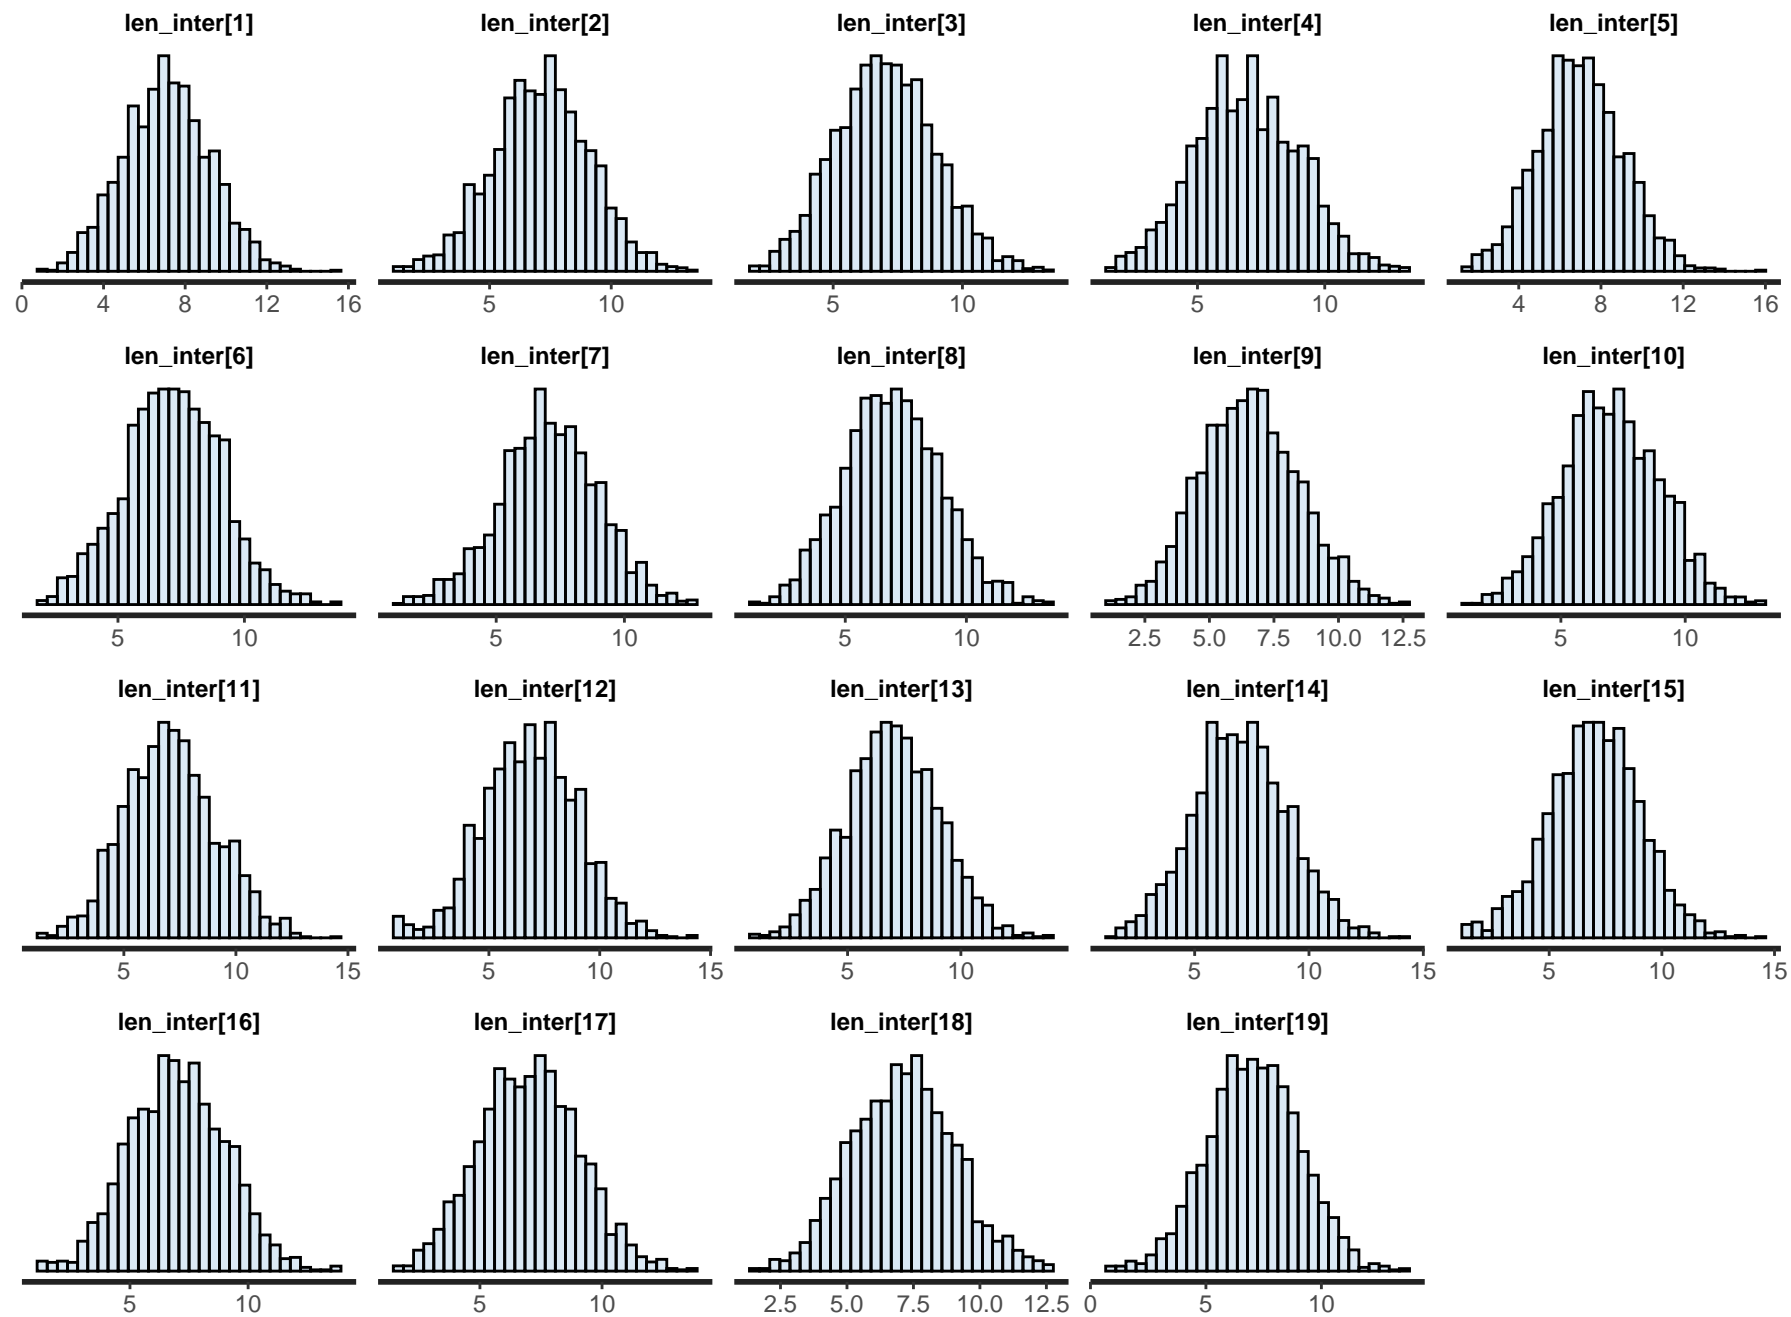 len_inter[1] len_inter[2] len_inter[3] len_inter[4] len_inter[5]
0 4 8 12 16 5 10 5 10 5 10 4 8 12 16
len_inter[6] len_inter[7] len_inter[8] len_inter[9] len_inter[10]
5 10 5 10 5 10 2.5 5.0 7.5 10.0 12.5 5 10
len_inter[11] len_inter[12] len_inter[13] len_inter[14] len_inter[15]
5 10 15 5 10 15 5 10 5 10 15 5 10 15
len_inter[16] len_inter[17] len_inter[18] len_inter[19]
5 10 5 10 2.5 5.0 7.5 10.0 12.5 0 5 10